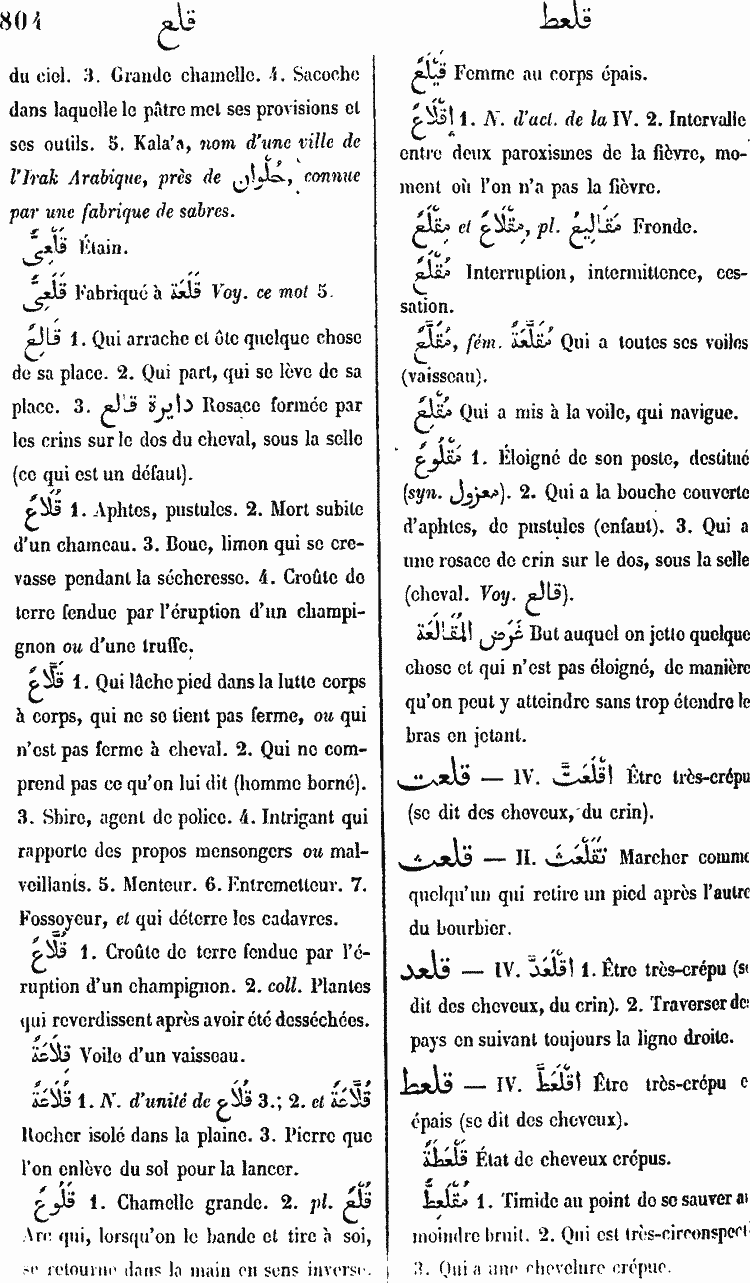 804
قلع
قلعط
du ciel. 3. Grande chamelle. 4. Sacoche
dans laquelle le pâtre met ses provisions et
ses outils. 5. Kala'a, nom d'une ville de
l'Irak Arabique, près de حُلْوان, connue
par une fabrique de sabres.
قَلْعِىٌّ Étain.
قَلَعِىٌّ Fabriqué à قَلَعَة Voy. ce mot 5.
قَالِعٌ 1. Qui arrache et ôte quelque chose
de sa place. 2. Qui part, qui se lève de sa
place. 3. دايرة قالع Rosace formée par
les crins sur le dos du cheval, sous la selle
(ce qui est un défaut).
قُلَاعٌ 1. Aphtes, pustules. 2. Mort subite
d'un chameau. 3. Boue, limon qui se cre-
vasse pendant la sécheresse. 4. Croûte de
terre fendue par l'éruption d'un champi-
gnon ou d'une truffe.
قَلَّاعٌ 1. Qui lâche pied dans la lutte corps
à corps, qui ne se tient pas ferme, ou qui
n'est pas ferme à cheval. 2. Qui ne com-
prend pas ce qu'on lui dit (homme borné).
3. Sbire, agent de police. 4. Intrigant qui
rapporte des propos mensongers ou mal-
veillants. 5. Menteur. 6. Entremetteur. 7.
Fossoyeur, et qui déterre les cadavres.
قُلَّاعٌ 1. Croûte de terre fendue par l'é-
ruption d'un champignon. 2. coll. Plantes
qui reverdissent après avoir été desséchées.
قِلَاعَةٌ Voile d'un vaisseau.
قُلَاعَةٌ 1. N. d'unité de قُلَاع 3.; 2. et قُلَّاعَةٌ
Rocher isolé dans la plaine. 3. Pierre que
l'on enlève du sol pour la lancer.
قَلُوعٌ 1. Chamelle grande. 2. pl. قُلُعٌ
Arc qui, lorsqu'on le bande et tire à soi,
se retourne dans la main en sens inverse.
قَيْلَعٌ Femme au corps épais.
إِقْلَاعٌ 1. N. d'act. de la IV. 2. Intervalle
entre deux paroxismes de la fièvre, mo-
ment où l'on n'a pas la fièvre.
مِقْلَعٌ et مِقْلَاعٌ, pl. مَقَالِيعُ Fronde.
مُقْلَعٌ Interruption, intermittence, ces-
sation.
مُقْلَعٌ, fém. مُقْلَعَةٌ Qui a toutes ses voiles
(vaisseau).
مُقْلِعٌ Qui a mis à la voile, qui navigue.
مَقْلُوعٌ 1. Éloigné de son poste, destitué
(syn. معزول). 2. Qui a la bouche couverte
d'aphtes, de pustules (enfant). 3. Qui a
une rosace de crin sur le dos, sous la selle
(cheval. Voy. قالع).
غَرَض المُقَالَعَة But auquel on jette quelque
chose et qui n'est pas éloigné, de manière
qu'on peut y atteindre sans trop étendre le
bras en jetant.
قلعت — IV. اقْلَعَتَّ Être très-crépu
(se dit des cheveux, du crin).
قلعث — II. تَقَلْعَثَ Marcher comme
quelqu'un qui retire un pied après l'autre
du bourbier.
قلعد — IV. اقْلَعَدَّ 1. Être très-crépu (se
dit des cheveux, du crin). 2. Traverser des
pays en suivant toujours la ligne droite.
قلعط — IV. اقْلَعَطَّ Être très-crépu e
épais (se dit des cheveux).
قَلْعَطَةٌ État de cheveux crépus.
مُقْلَعِطٌّ 1. Timide au point de se sauver au
moindre bruit. 2. Qui est très-circonspect.
3. Qui a une chevelure crépue.